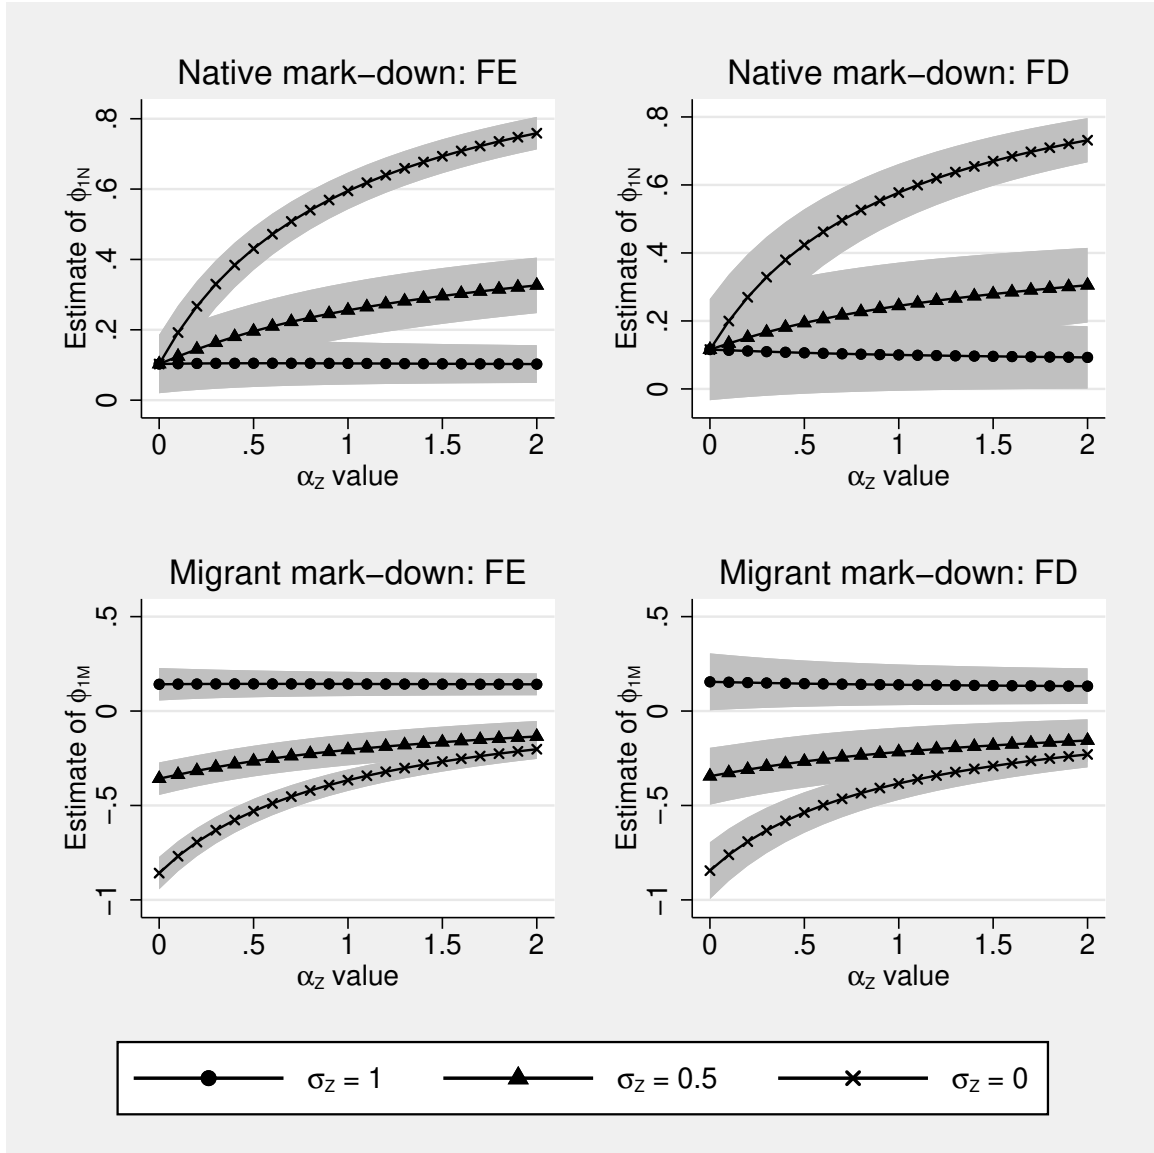 Native mark−down: FE
Estimate of ϕ1N
.8
.6
.4
.2
0
0 .5 1 1.5 2
αZ value
Native mark−down: FD
Estimate of ϕ1N
.8
.6
.4
.2
0
0 .5 1 1.5 2
αZ value
Migrant mark−down: FE
Estimate of ϕ1M
.5
0
−.5
−1
0 .5 1 1.5 2
αZ value
Migrant mark−down: FD
Estimate of ϕ1M
.5
0
−.5
−1
0 .5 1 1.5 2
αZ value
σZ = 1 σZ = 0.5 σZ = 0